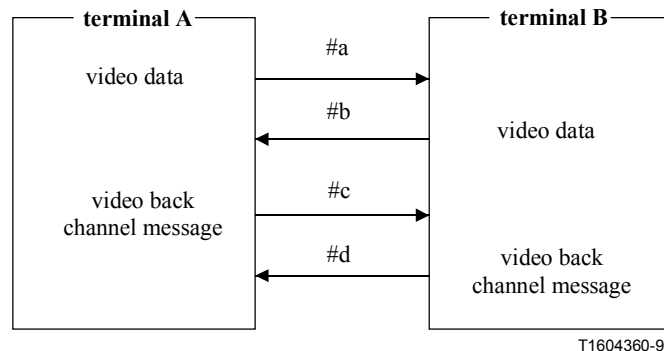 terminal A
terminal B
#a
video data
#b
video data
#c
video back
channel message
#d
video back
channel message
T1604360-9